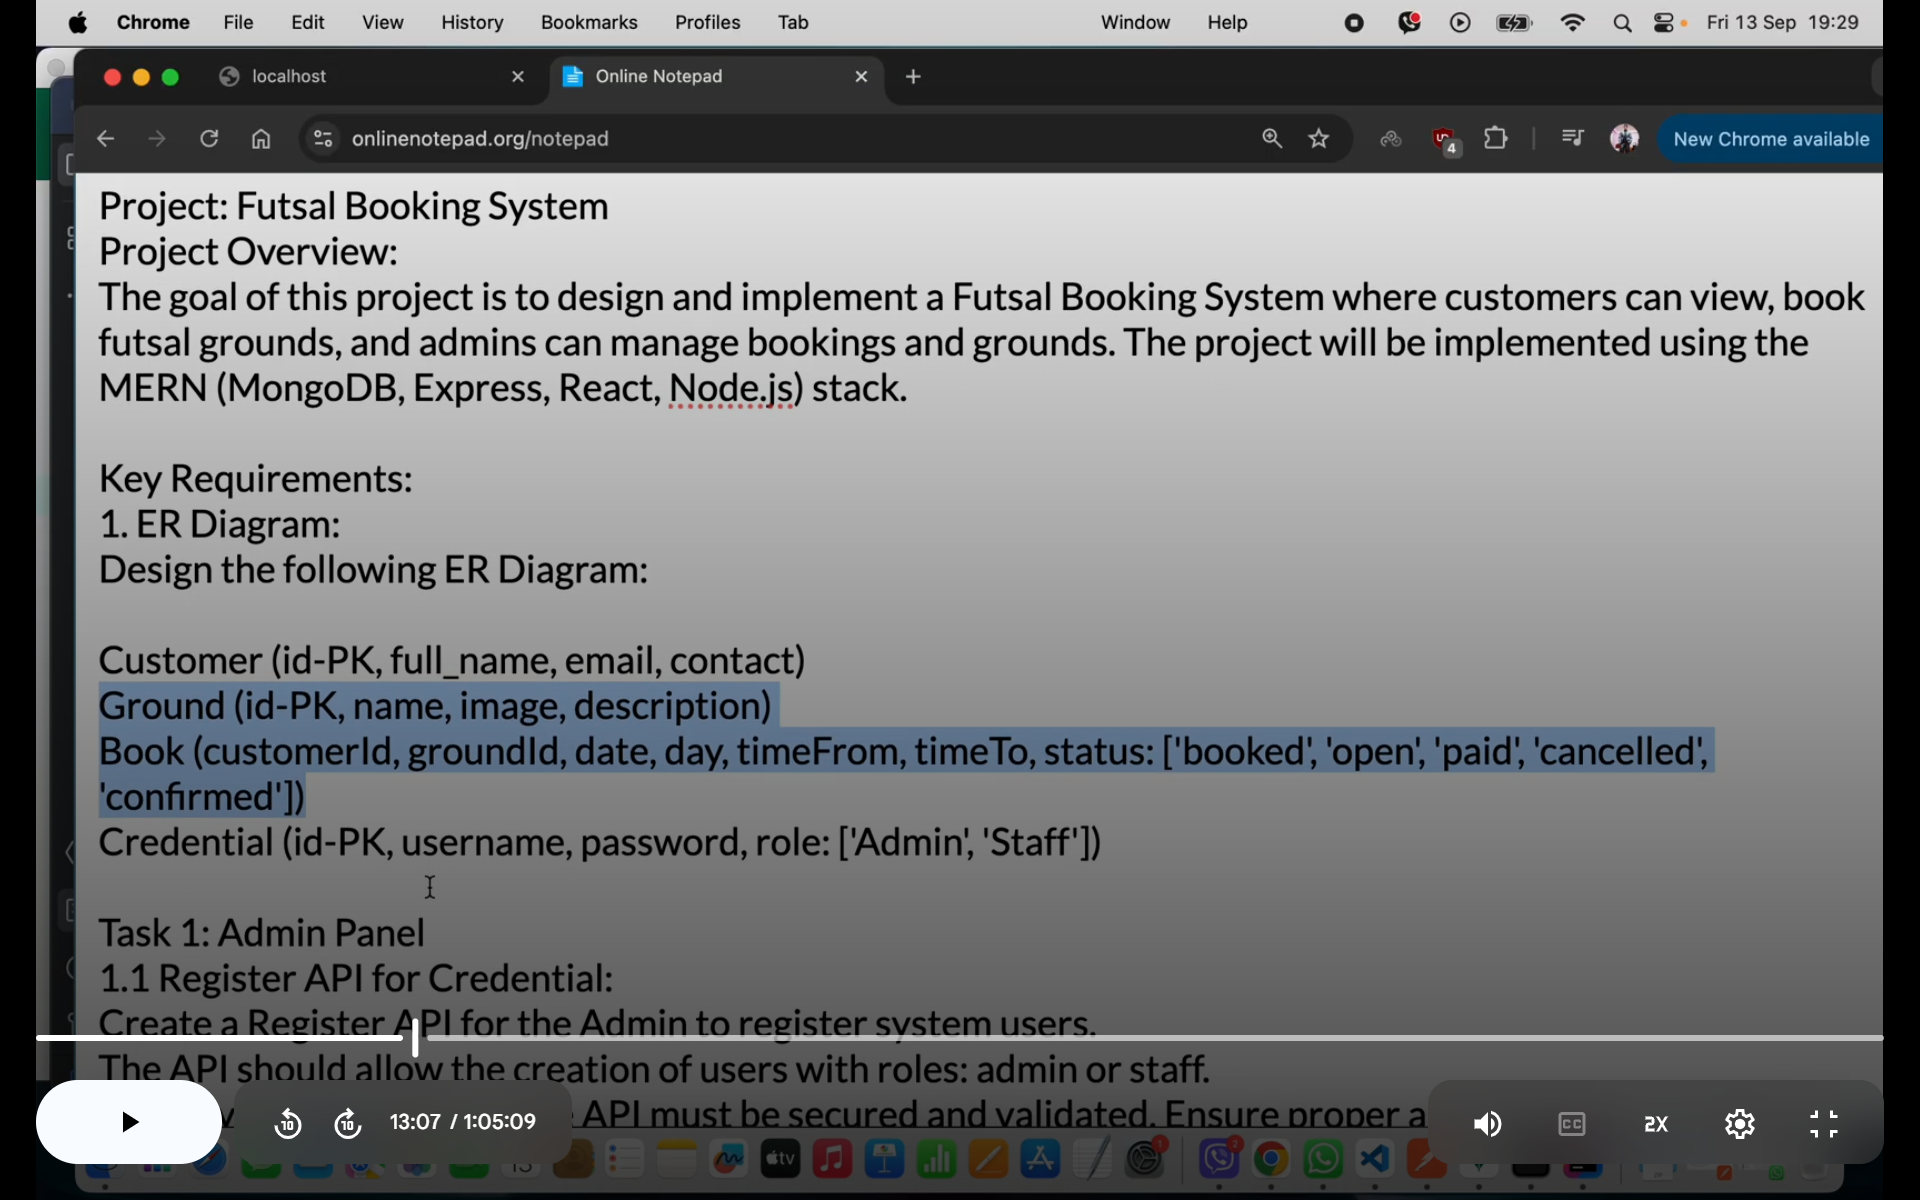 Chrome File Edit View History Bookmarks Profiles Tab Window Help Fri 13 Sep 19:29
localhost Online Notepad
onlinenotepad.org/notepad 4 New Chrome available
Project: Futsal Booking System
Project Overview:
The goal of this project is to design and implement a Futsal Booking System where customers can view, book
futsal grounds, and admins can manage bookings and grounds. The project will be implemented using the
MERN (MongoDB, Express, React, Node.js) stack.
Key Requirements:
1. ER Diagram:
Design the following ER Diagram:
Customer (id-PK, full_name, email, contact)
Ground (id-PK, name, image, description)
Book (customerId, groundId, date, day, timeFrom, timeTo, status: ['booked', 'open', 'paid', 'cancelled',
'confirmed'])
Credential (id-PK, username, password, role: ['Admin', 'Staff'])
Task 1: Admin Panel
1.1 Register API for Credential:
Create a Register API for the Admin to register system users.
The API should allow the creation of users with roles: admin or staff.
API must be secured and validated. Ensure proper a
10 10 13:07 / 1:05:09 CC 2X
tv 1 2